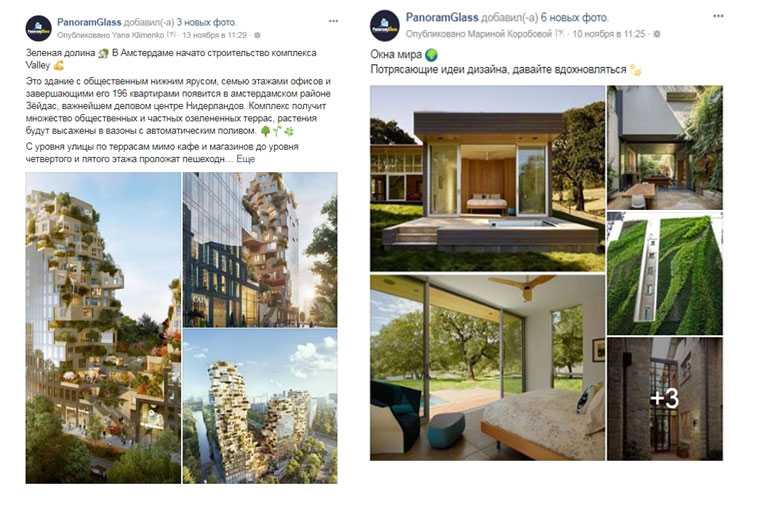 PanoramGlass добавил(-а) 3 новых фото.
Опубликовано Yana Klimenko [?] · 13 ноября в 11:29 ·
Зеленая долина В Амстердаме начато строительство комплекса
Valley
Это здание с общественным нижним ярусом, семью этажами офисов и
завершающими его 196 квартирами появится в амстердамском районе
Зёйдас, важнейшем деловом центре Нидерландов. Комплекс получит
множество общественных и частных озелененных террас, растения
будут высажены в вазоны с автоматическим поливом.
С уровня улицы по террасам мимо кафе и магазинов до уровня
четвертого и пятого этажа проложат пешеходн… Еще
PanoramGlass добавил(-а) 6 новых фото.
Опубликовано Мариной Коробовой [?] · 10 ноября в 11:25 ·
Окна мира
Потрясающие идеи дизайна, давайте вдохновляться
+3